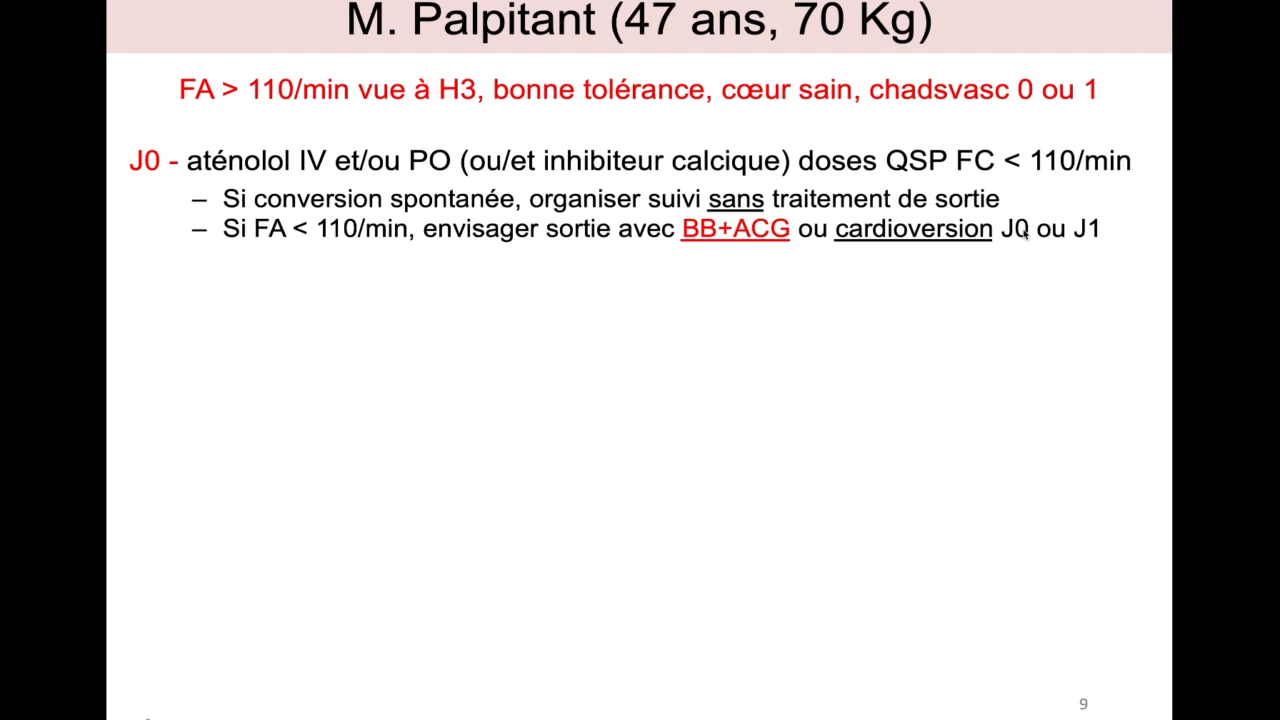 M. Palpitant (47 ans, 70 Kg)
FA > 110/min vue à H3, bonne tolérance, cœur sain, chadsvasc 0 ou 1
J0 - aténolol IV et/ou PO (ou/et inhibiteur calcique) doses QSP FC < 110/min
– Si conversion spontanée, organiser suivi sans traitement de sortie
– Si FA < 110/min, envisager sortie avec BB+ACG ou cardioversion J0 ou J1
9